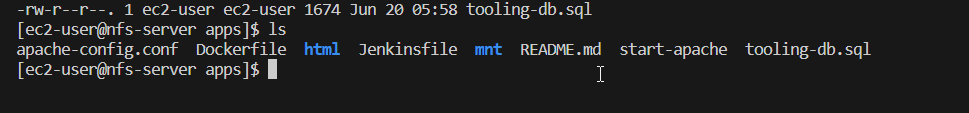 -rw-r--r--. 1 ec2-user ec2-user 1674 Jun 20 05:58 tooling-db.sql
[ec2-user@nfs-server apps]$ ls
apache-config.conf  Dockerfile  html  Jenkinsfile  mnt  README.md  start-apache  tooling-db.sql
[ec2-user@nfs-server apps]$